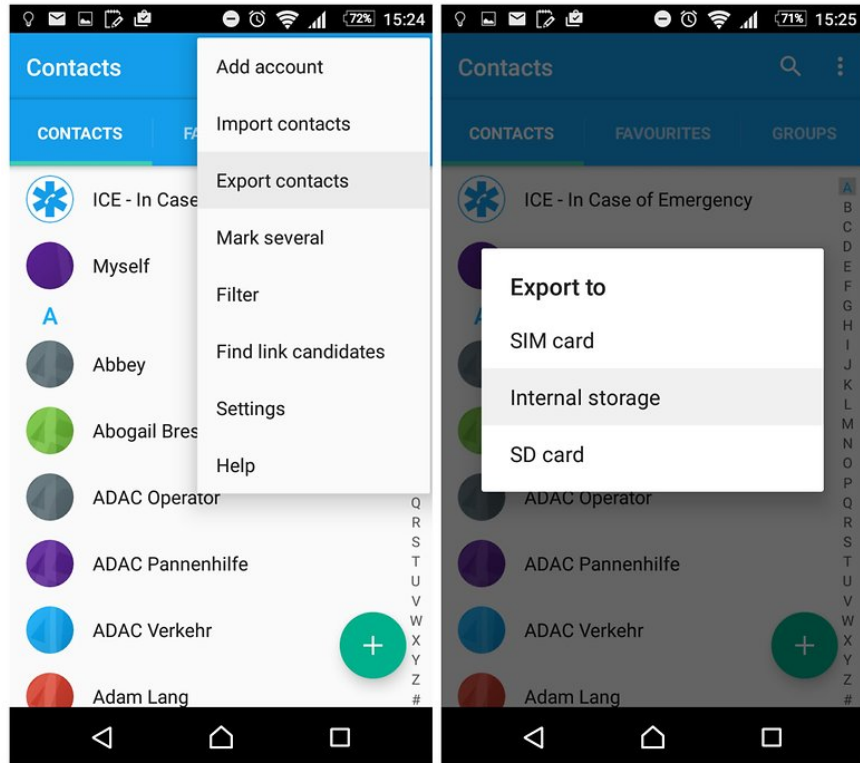 72% 15:24
Contacts
CONTACTS
FA
Add account
Import contacts
Export contacts
Mark several
Filter
Find link candidates
Settings
Help
ICE - In Case
Myself
A
Abbey
Abogail Bres
ADAC Operator
ADAC Pannenhilfe
ADAC Verkehr
Adam Lang
Q
R
S
T
U
V
W
X
Y
Z
#
71% 15:25
Contacts
CONTACTS FAVOURITES GROUPS
ICE - In Case of Emergency
Export to
SIM card
Internal storage
SD card
ADAC Operator
ADAC Pannenhilfe
ADAC Verkehr
Adam Lang
A
B
C
D
E
F
G
H
I
J
K
L
M
N
O
P
Q
R
S
T
U
V
W
X
Y
Z
#